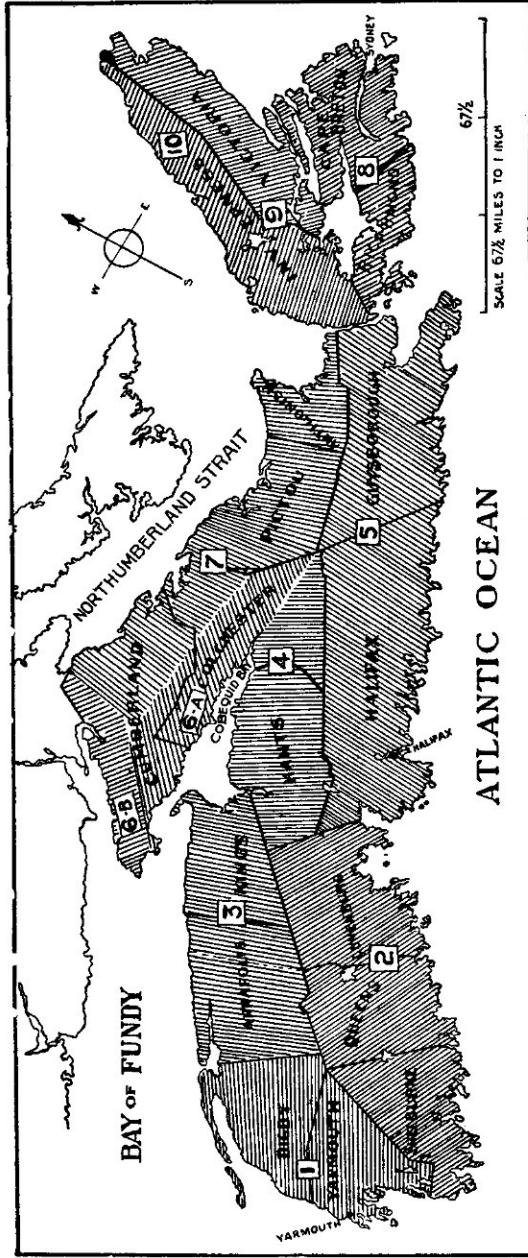 BAY OF FUNDY
NORTHUMBERLAND STRAIT
ATLANTIC OCEAN
COBEQUID BAY
YARMOUTH
HALIFAX
SYDNEY
1
DIGBY
YARMOUTH
2
SHELBURNE
QUEENS
LUNENBURG
3
ANNAPOLIS
KINGS
4
HANTS
5
HALIFAX
GUYSBOROUGH
6-A
COLCHESTER
6-B
CUMBERLAND
7
PICTOU
ANTIGONISH
8
CAPE BRETON
RICHMOND
9
VICTORIA
10
INVERNESS
W
E
S
SCALE 67½ MILES TO 1 INCH
67½